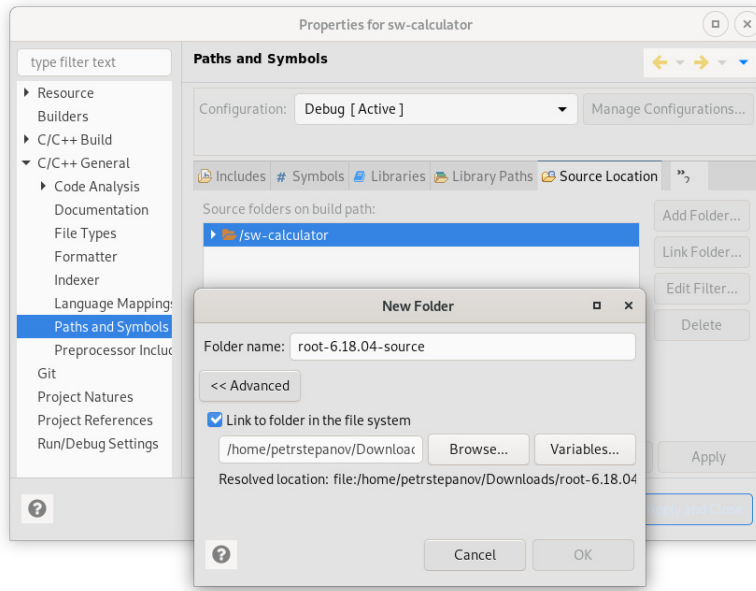 Properties for sw-calculator
type filter text
Resource
Builders
C/C++ Build
C/C++ General
Code Analysis
Documentation
File Types
Formatter
Indexer
Language Mappings
Paths and Symbols
Preprocessor Includ
Git
Project Natures
Project References
Run/Debug Settings
Paths and Symbols
Configuration: Debug [ Active ] Manage Configurations...
Includes # Symbols Libraries Library Paths Source Location »2
Source folders on build path:
/sw-calculator
Add Folder...
Link Folder...
Edit Filter...
Delete
Apply
New Folder
Folder name: root-6.18.04-source
<< Advanced
Link to folder in the file system
/home/petrstepanov/Downloac Browse... Variables...
Resolved location: file:/home/petrstepanov/Downloads/root-6.18.04
Cancel OK